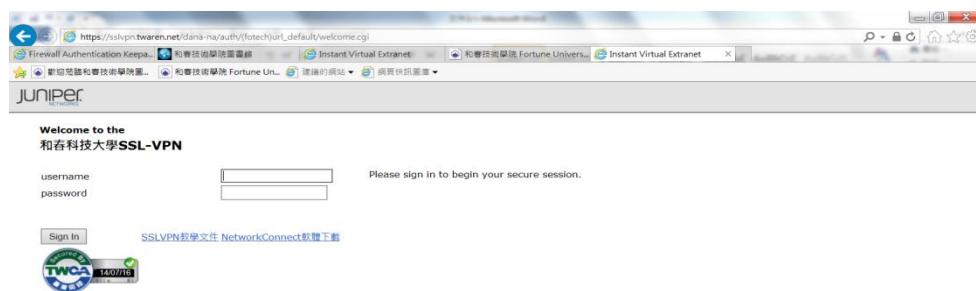 https://sslvpn.twaren.net/dana-na/auth/(fotech)url_default/welcome.cgi
Firewall Authentication Keepa... 和春技術學院圖書館 Instant Virtual Extranet 和春技術學院 Fortune Univers... Instant Virtual Extranet
歡迎蒞臨和春技術學院圖... 和春技術學院 Fortune Un... 建議的網站 網頁快訊圖庫
JUNIPER
NETWORKS
Welcome to the
和春科技大學SSL-VPN
username Please sign in to begin your secure session.
password
Sign In SSLVPN教學文件 NetworkConnect軟體下載
Secured By
TWCA 14/07/16